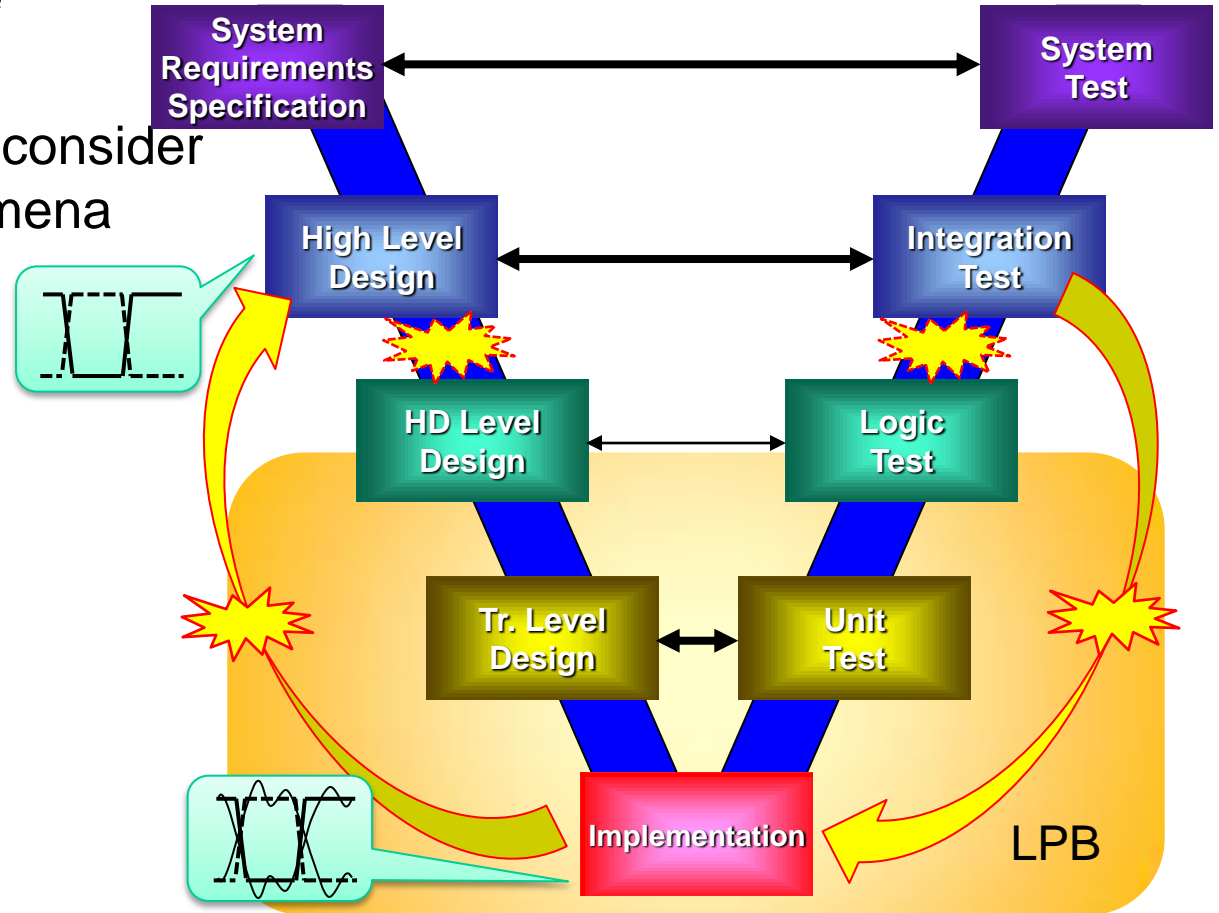 System
Requirements
Specification
System
Test
consider
mena
High Level
Design
Integration
Test
HD Level
Design
Logic
Test
Tr. Level
Design
Unit
Test
Implementation
LPB